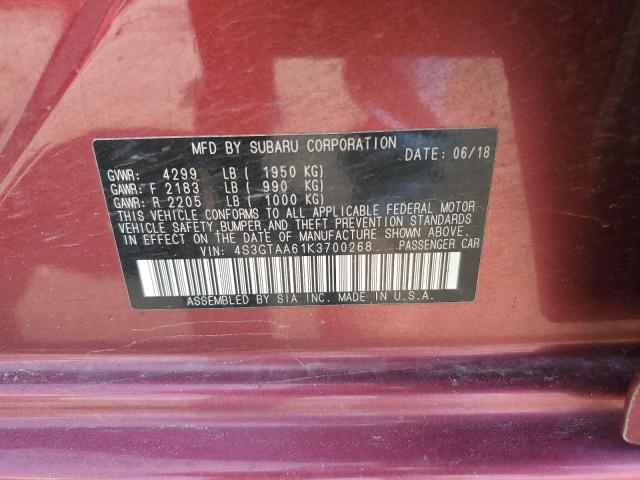 MFD BY SUBARU CORPORATION
DATE: 06/18
GVWR: 4299 LB ( 1950 KG)
GAWR: F 2183 LB ( 990 KG)
GAWR: R 2205 LB ( 1000 KG)
THIS VEHICLE CONFORMS TO ALL APPLICABLE FEDERAL MOTOR
VEHICLE SAFETY, BUMPER, AND THEFT PREVENTION STANDARDS
IN EFFECT ON THE DATE OF MANUFACTURE SHOWN ABOVE.
VIN: 4S3GTAA61K3700268 PASSENGER CAR
ASSEMBLED BY SIA INC. MADE IN U.S.A.